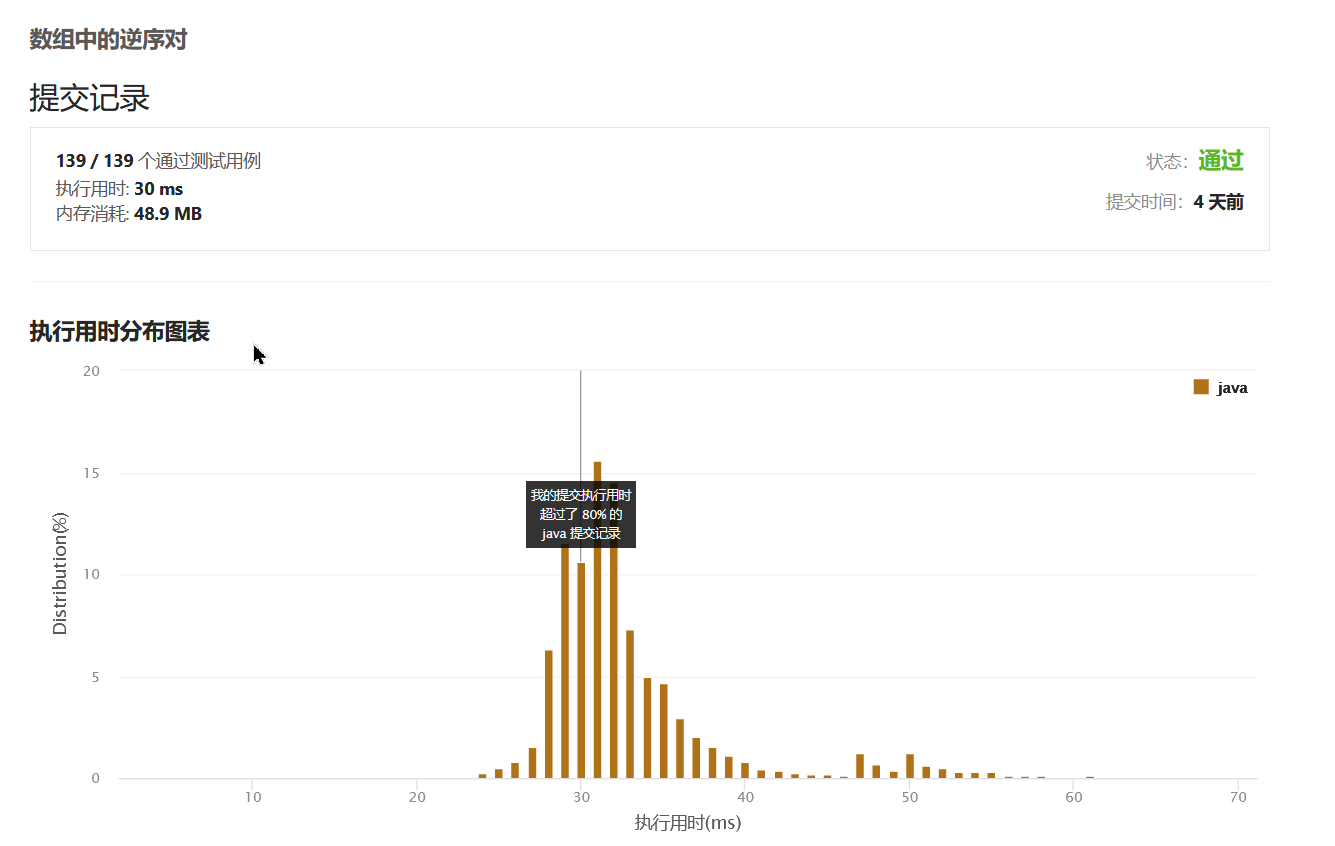 数组中的逆序对
提交记录
139 / 139 个通过测试用例
状态：通过
执行用时: 30 ms
提交时间：4 天前
内存消耗: 48.9 MB
执行用时分布图表
java
20
15
10
5
0
Distribution(%)
我的提交执行用时
超过了 80% 的
java 提交记录
10 20 30 40 50 60 70
执行用时(ms)